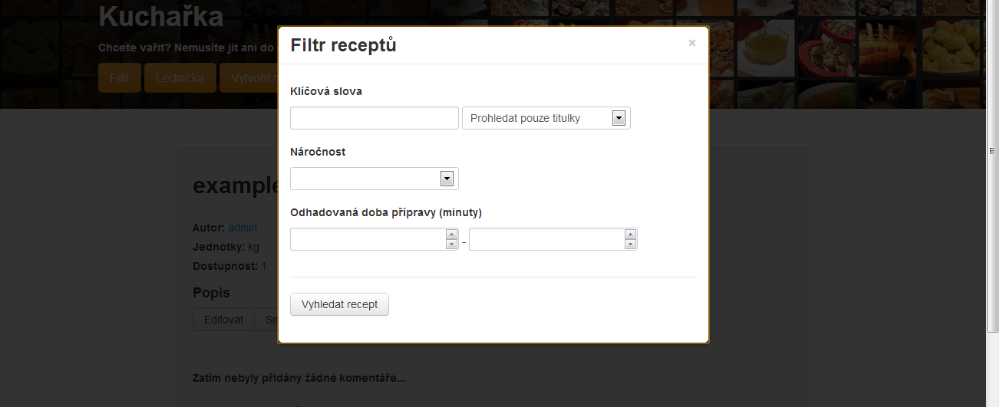 Kuchařka
Chcete vařit? Nemusíte jít ani do
Filtr Lednička Vytvořit
Filtr receptů ×
Klíčová slova
Prohledat pouze titulky
Náročnost
example
Odhadovaná doba přípravy (minuty)
-
Autor: admin
Jednotky: kg
Dostupnost: 1
Popis
Vyhledat recept
Editovat
Zatím nebyly přidány žádné komentáře...